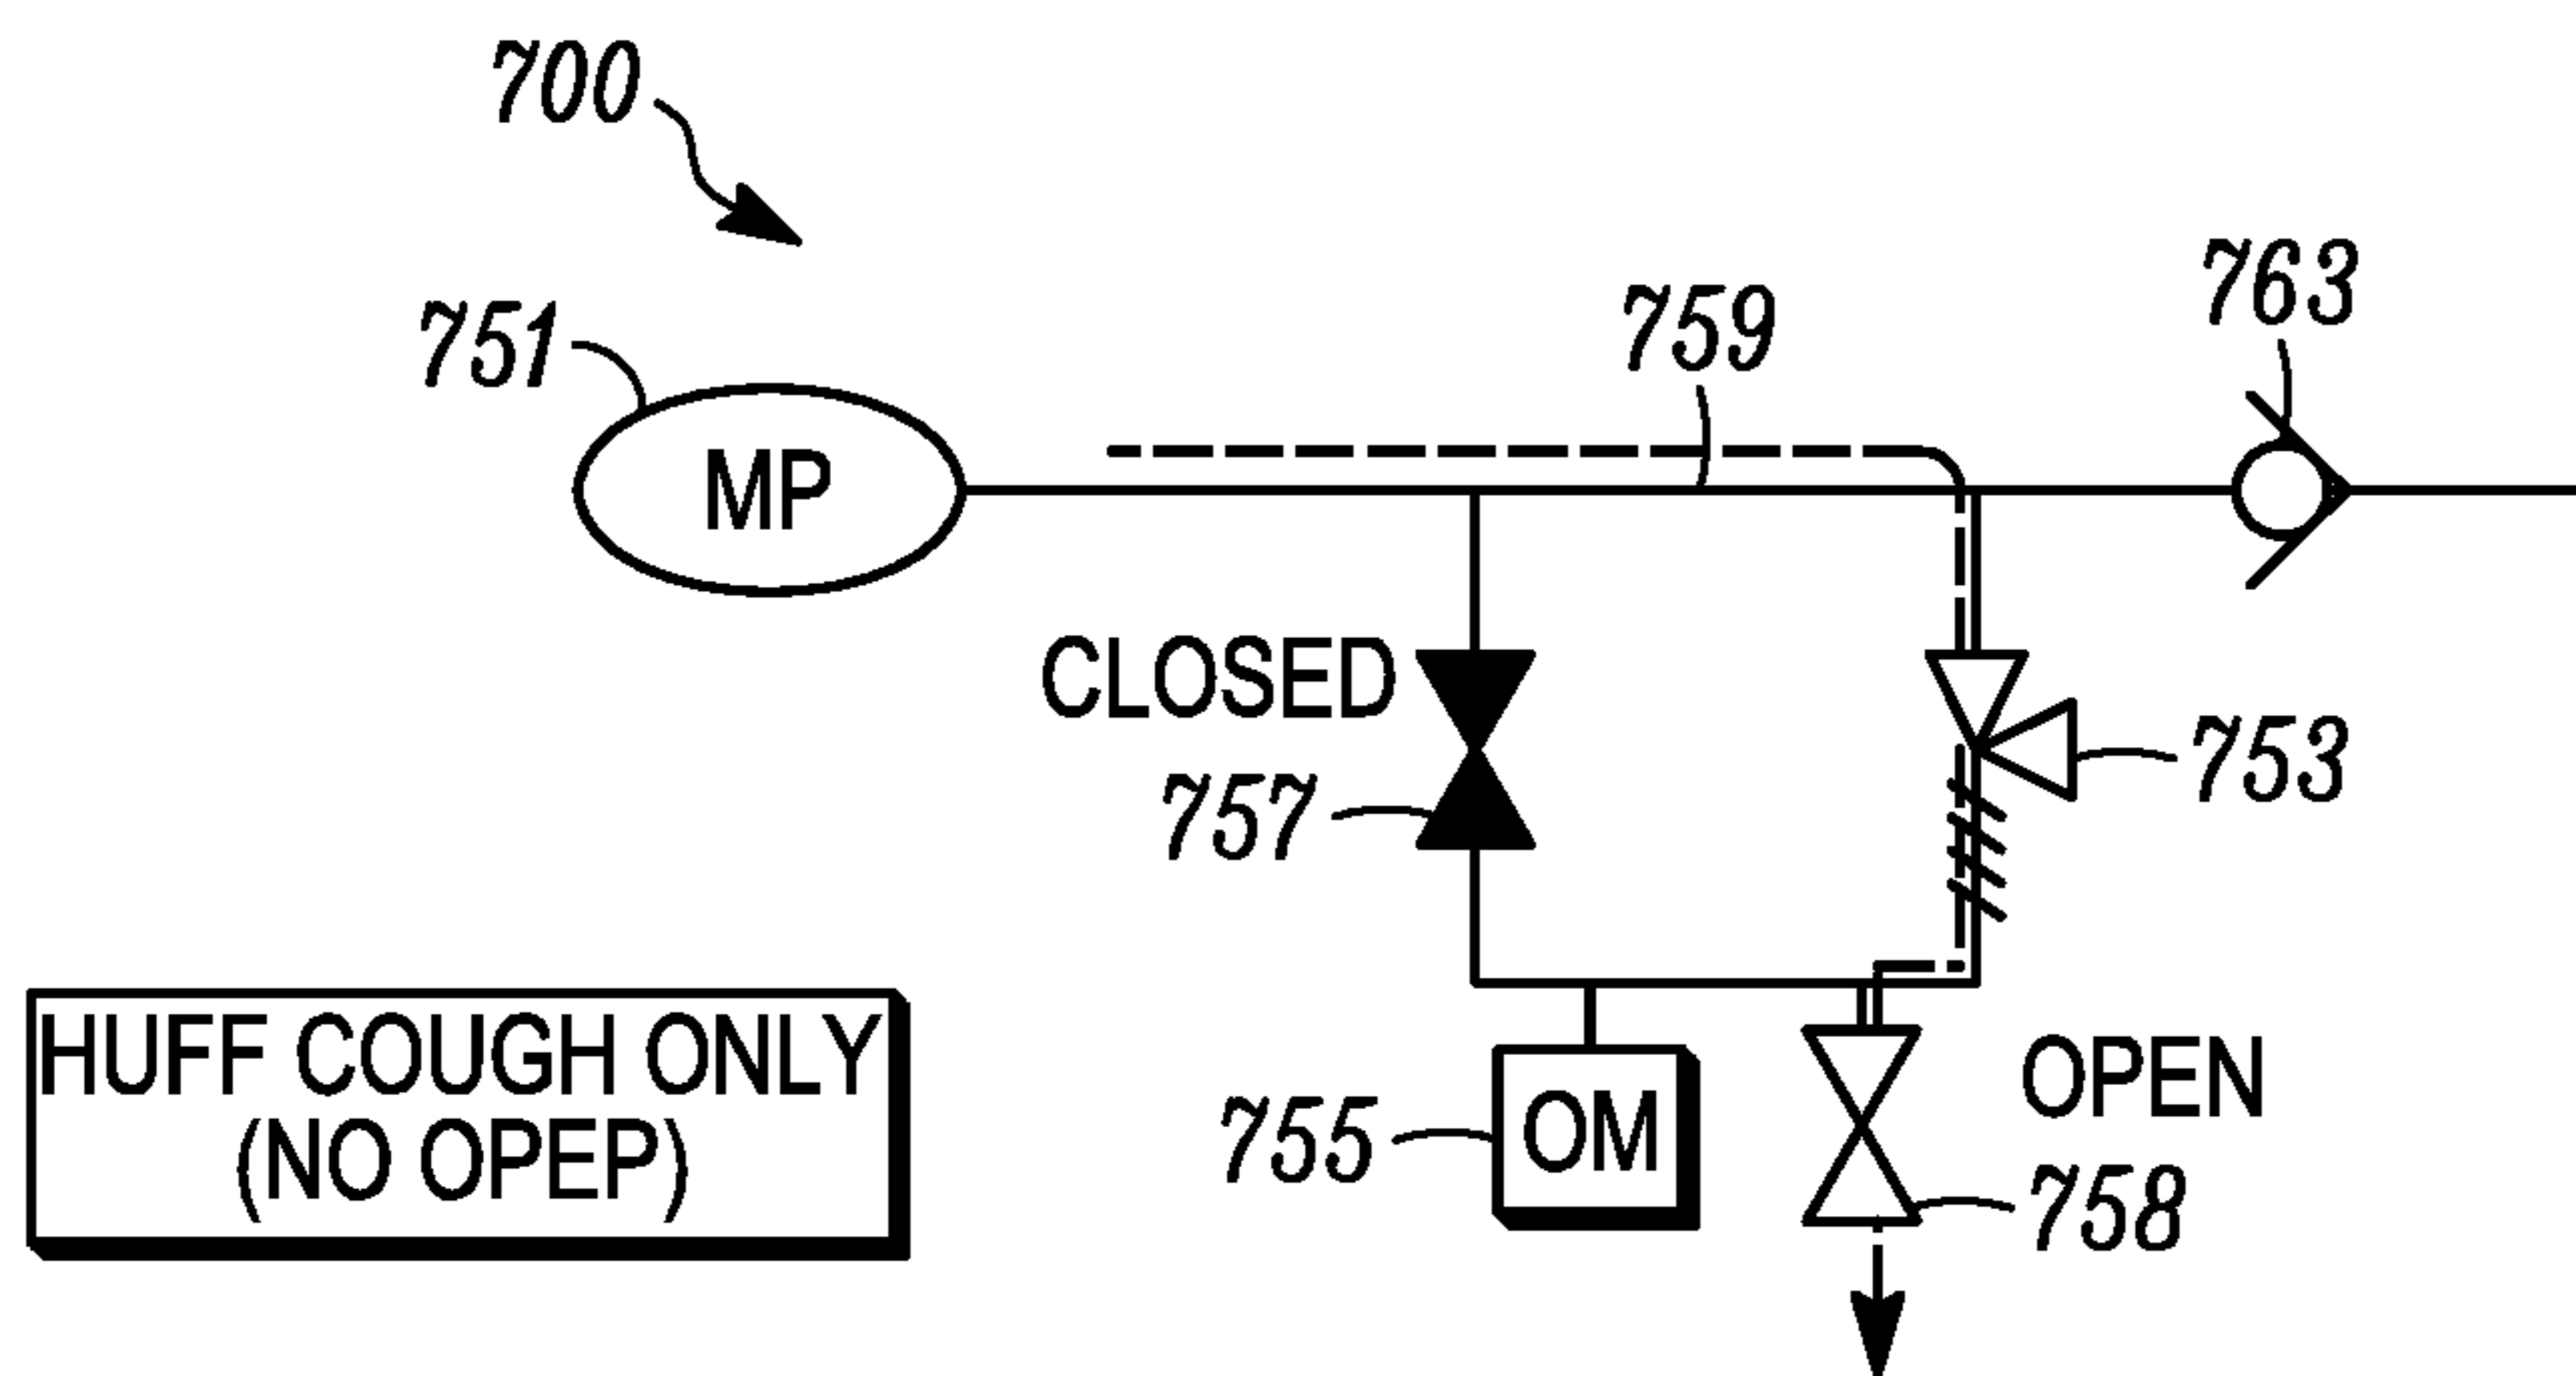 700
763
759
751
MP
CLOSED
753
757
HUFF COUGH ONLY
(NO OPEP)
OPEN
755
OM
758